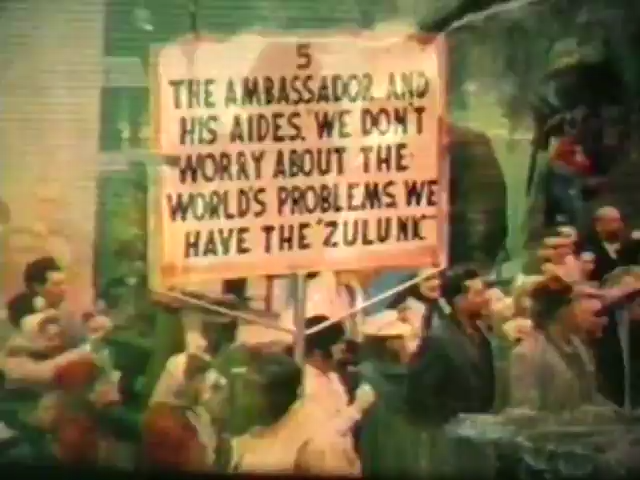 5
THE AMBASSADOR AND
HIS AIDES. WE DON'T
WORRY ABOUT THE
WORLD'S PROBLEMS. WE
HAVE THE "ZULUNK"